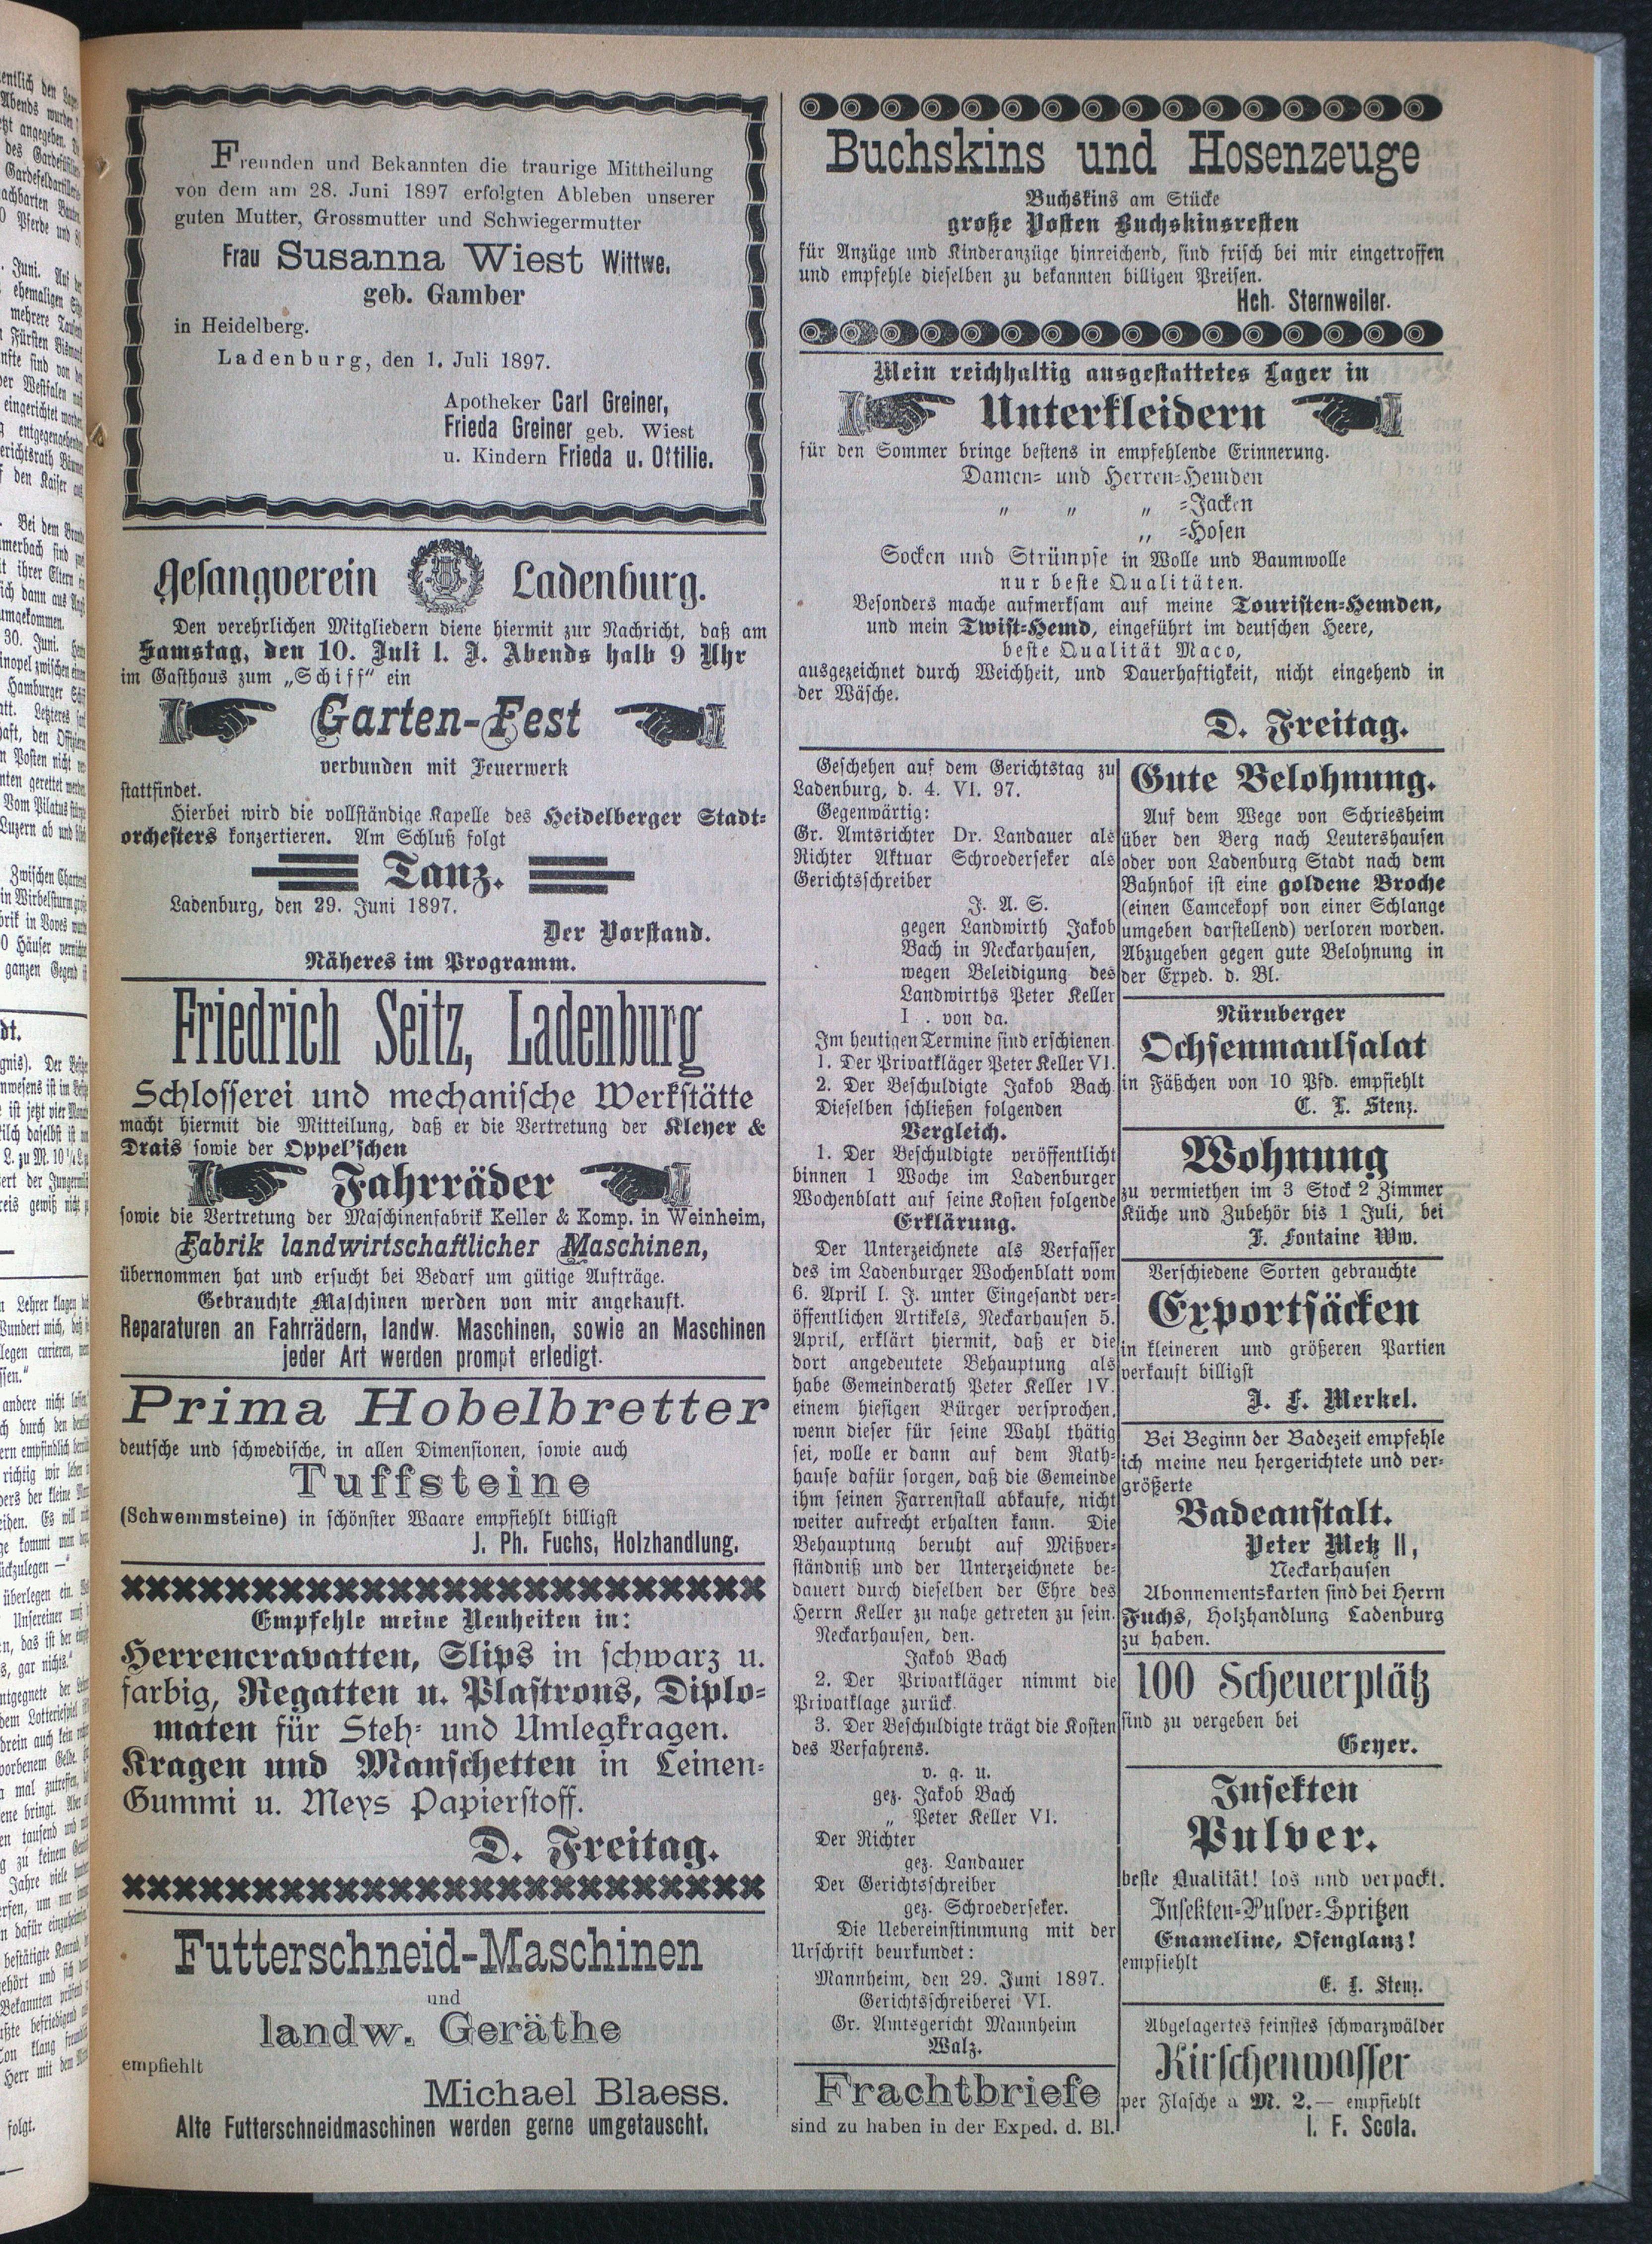 Freunden und Bekannten die traurige Mittheilung
von dem am 28. Juni 1897 erfolgten Ableben unserer
guten Mutter, Grossmutter und Schwiegermutter
Frau Susanna Wiest Wittwe.
geb. Gamber
in Heidelberg.
Ladenburg, den 1. Juli 1897.
Apotheker Carl Greiner,
Frieda Greiner geb. Wiest
u. Kindern Frieda u. Ottilie.
Gesangverein Ladenburg.
Den verehrlichen Mitgliedern diene hiermit zur Nachricht, daß am
Samstag, den 10. Juli l. J. Abends halb 9 Uhr
im Gasthaus zum „Schiff“ ein
Garten-Fest
verbunden mit Feuerwerk
stattfindet.
Hierbei wird die vollständige Kapelle des Heidelberger Stadt-
orchesters konzertieren. Am Schluß folgt
Tanz.
Ladenburg, den 29. Juni 1897.
Der Vorstand.
Näheres im Programm.
Friedrich Seitz, Ladenburg
Schlosserei und mechanische Werkstätte
macht hiermit die Mitteilung, daß er die Vertretung der Kleyer &
Drais sowie der Oppel'schen
Fahrräder
sowie die Vertretung der Maschinenfabrik Keller & Komp. in Weinheim,
Fabrik landwirtschaftlicher Maschinen,
übernommen hat und ersucht bei Bedarf um gütige Aufträge.
Gebrauchte Maschinen werden von mir angekauft.
Reparaturen an Fahrrädern, landw. Maschinen, sowie an Maschinen
jeder Art werden prompt erledigt.
Prima Hobelbretter
deutsche und schwedische, in allen Dimensionen, sowie auch
Tuffsteine
(Schwemmsteine) in schönster Waare empfiehlt billigst
J. Ph. Fuchs, Holzhandlung.
Empfehle meine Neuheiten in:
Herrencravatten, Slips in schwarz u.
farbig, Regatten u. Plastrons, Diplo-
maten für Steh- und Umlegkragen.
Kragen und Manschetten in Leinen-
Gummi u. Meys Papierstoff.
D. Freitag.
Futterschneid-Maschinen
und
landw. Geräthe
empfiehlt
Michael Blaess.
Alte Futterschneidmaschinen werden gerne umgetauscht.
Buchskins und Hosenzeuge
Buchskins am Stücke
große Posten Buchskinsresten
für Anzüge und Kinderanzüge hinreichend, sind frisch bei mir eingetroffen
und empfehle dieselben zu bekannten billigen Preisen.
Hch. Sternweiler.
Mein reichhaltig ausgestattetes Lager in
Unterkleidern
für den Sommer bringe bestens in empfehlende Erinnerung.
Damen- und Herren-Hemden
„ „ „ -Jacken
„ -Hosen
Socken und Strümpfe in Wolle und Baumwolle
nur beste Qualitäten.
Besonders mache aufmerksam auf meine Touristen-Hemden,
und mein Twist-Hemd, eingeführt im deutschen Heere,
beste Qualität Maco,
ausgezeichnet durch Weichheit, und Dauerhaftigkeit, nicht eingehend in
der Wäsche.
D. Freitag.
Geschehen auf dem Gerichtstag zu
Ladenburg, d. 4. VI. 97.
Gegenwärtig:
Gr. Amtsrichter Dr. Landauer als
Richter Aktuar Schroederseker als
Gerichtsschreiber
J. A. S.
gegen Landwirth Jakob
Bach in Neckarhausen,
wegen Beleidigung des
Landwirths Peter Keller
I . von da.
Im heutigen Termine sind erschienen
1. Der Privatkläger Peter Keller VI.
2. Der Beschuldigte Jakob Bach.
Dieselben schließen folgenden
Vergleich.
1. Der Beschuldigte veröffentlicht
binnen 1 Woche im Ladenburger
Wochenblatt auf seine Kosten folgende
Erklärung.
Der Unterzeichnete als Verfasser
des im Ladenburger Wochenblatt vom
6. April l. J. unter Eingesandt ver-
öffentlichen Artikels, Neckarhausen 5.
April, erklärt hiermit, daß er die
dort angedeutete Behauptung als
habe Gemeinderath Peter Keller IV.
einem hiesigen Bürger versprochen,
wenn dieser für seine Wahl thätig
sei, wolle er dann auf dem Rath-
hause dafür sorgen, daß die Gemeinde
ihm seinen Farrenstall abkaufe, nicht
weiter aufrecht erhalten kann. Die
Behauptung beruht auf Mißver-
ständniß und der Unterzeichnete be-
dauert durch dieselben der Ehre des
Herrn Keller zu nahe getreten zu sein.
Neckarhausen, den.
Jakob Bach
2. Der Privatkläger nimmt die
Privatklage zurück.
3. Der Beschuldigte trägt die Kosten
des Verfahrens.
v. g. u.
gez. Jakob Bach
„ Peter Keller VI.
Der Richter
gez. Landauer
Der Gerichtsschreiber
gez. Schroederseker.
Die Uebereinstimmung mit der
Urschrift beurkundet:
Mannheim, den 29. Juni 1897.
Gerichtsschreiberei VI.
Gr. Amtsgericht Mannheim
Walz.
Frachtbriefe
sind zu haben in der Exped. d. Bl.
Gute Belohnung.
Auf dem Wege von Schriesheim
über den Berg nach Leutershausen
oder von Ladenburg Stadt nach dem
Bahnhof ist eine goldene Broche
(einen Camcekopf von einer Schlange
umgeben darstellend) verloren worden.
Abzugeben gegen gute Belohnung in
der Exped. d. Bl.
Nürnberger
Ochsenmaulsalat
in Fäßchen von 10 Pfd. empfiehlt
C. L. Stenz.
Wohnung
zu vermiethen im 3 Stock 2 Zimmer
Küche und Zubehör bis 1 Juli, bei
J. Fontaine Ww.
Verschiedene Sorten gebrauchte
Exportsäcken
in kleineren und größeren Partien
verkauft billigst
J. F. Merkel.
Bei Beginn der Badezeit empfehle
ich meine neu hergerichtete und ver-
größerte
Badeanstalt.
Peter Metz II,
Neckarhausen
Abonnementskarten sind bei Herrn
Fuchs, Holzhandlung Ladenburg
zu haben.
100 Scheuerplätz
sind zu vergeben bei
Geyer.
Insekten
Pulver.
beste Qualität! los und verpackt.
Insekten-Pulver-Spritzen
Enameline, Ofenglanz!
empfiehlt
C. L. Stenz.
Abgelagertes feinstes schwarzwälder
Kirschenwasser
per Flasche a M. 2.— empfiehlt
I. F. Scola.